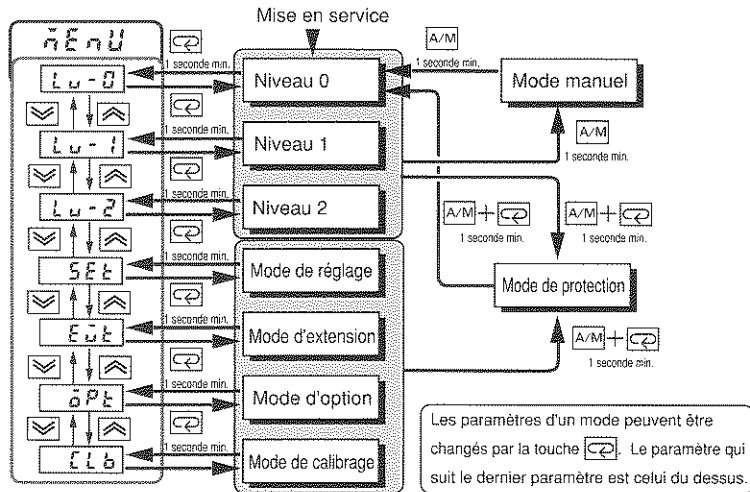 Mise en service
mEnU
A/M
1 seconde min.
1 seconde min.
Lu-0
Niveau 0
Mode manuel
1 seconde min.
A/M
Lu-1
Niveau 1
1 seconde min.
1 seconde min.
Lu-2
Niveau 2
A/M+
A/M+
1 seconde min.
1 seconde min.
1 seconde min.
SEt
Mode de réglage
Mode de protection
1 seconde min.
Eut
Mode d'extension
A/M+
1 seconde min.
1 seconde min.
oPt
Mode d'option
1 seconde min.
CLb
Mode de calibrage
Les paramètres d'un mode peuvent être
changés par la touche . Le paramètre qui
suit le dernier paramètre est celui du dessus.